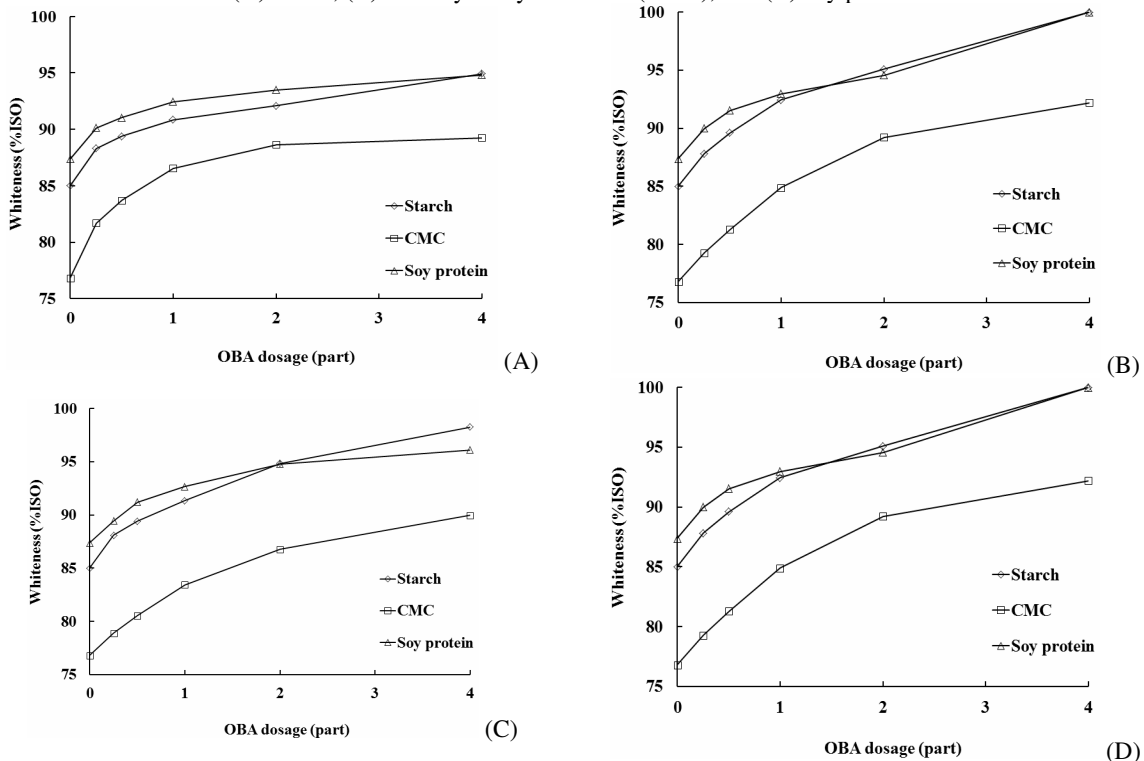 100
95
90
85
80
75
Whiteness (%ISO)
Starch
CMC
Soy protein
0 1 2 3 4
OBA dosage (part)
(A)
100
95
90
85
80
75
Whiteness (%ISO)
Starch
CMC
Soy protein
0 1 2 3 4
OBA dosage (part)
(B)
100
95
90
85
80
75
Whiteness (%ISO)
Starch
CMC
Soy protein
0 1 2 3 4
OBA dosage (part)
(C)
100
95
90
85
80
75
Whiteness (%ISO)
Starch
CMC
Soy protein
0 1 2 3 4
OBA dosage (part)
(D)